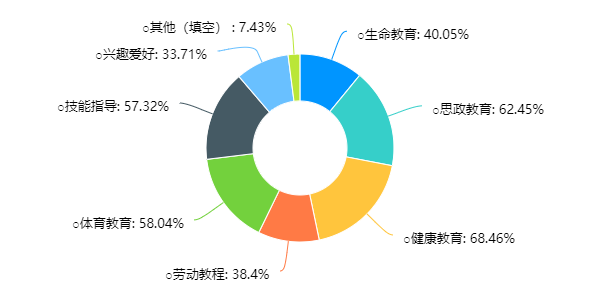 ○其他（填空）: 7.43%
○生命教育: 40.05%
○兴趣爱好: 33.71%
○技能指导: 57.32%
○思政教育: 62.45%
○体育教育: 58.04%
○健康教育: 68.46%
○劳动教程: 38.4%